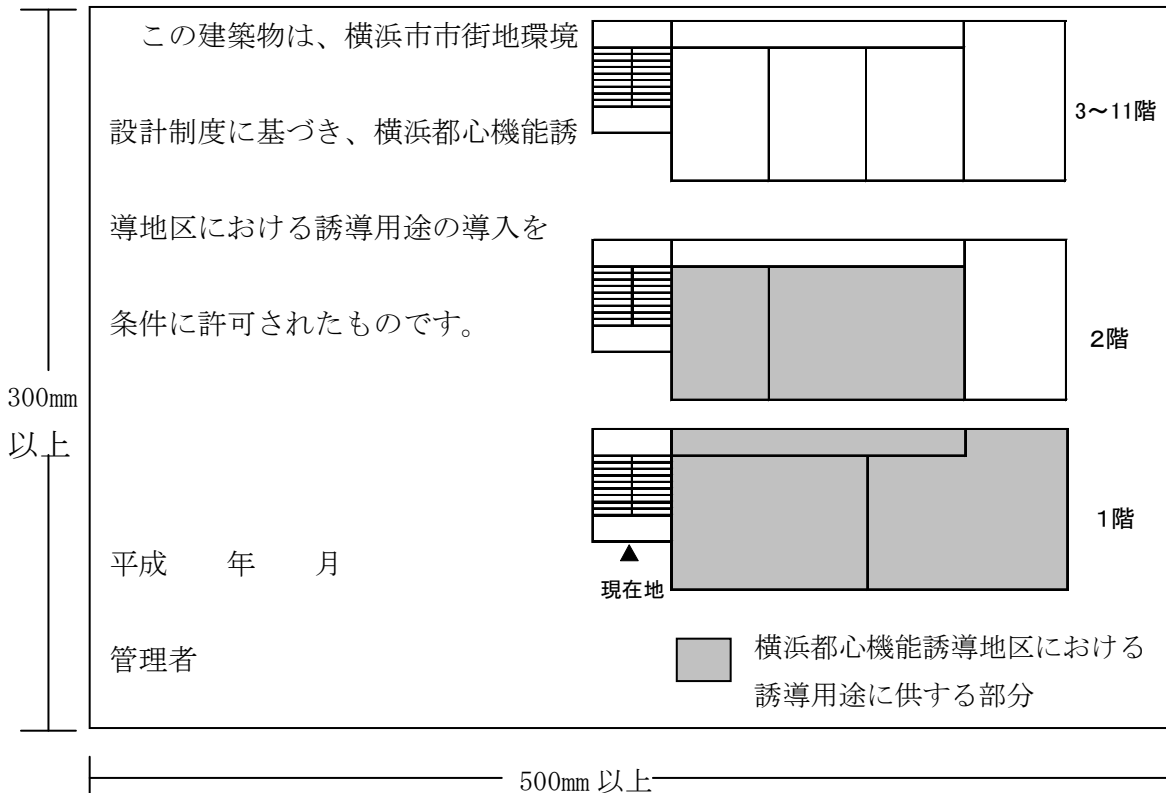 この建築物は、横浜市市街地環境
設計制度に基づき、横浜都心機能誘
導地区における誘導用途の導入を
条件に許可されたものです。
平成　　年　　月
管理者
3～11階
2階
1階
現在地
横浜都心機能誘導地区における
誘導用途に供する部分
300mm
以上
500mm 以上